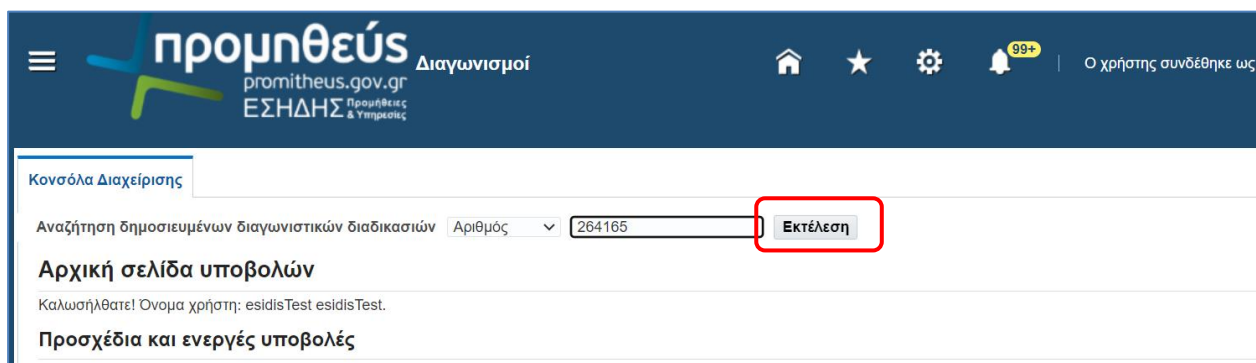 προμηθεύς
promitheus.gov.gr
ΕΣΗΔΗΣ Προμήθειες & Υπηρεσίες
Διαγωνισμοί
99+
Ο χρήστης συνδέθηκε ως
Κονσόλα Διαχείρισης
Αναζήτηση δημοσιευμένων διαγωνιστικών διαδικασιών Αριθμός 264165 Εκτέλεση
Αρχική σελίδα υποβολών
Καλωσήλθατε! Όνομα χρήστη: esidisTest esidisTest.
Προσχέδια και ενεργές υποβολές